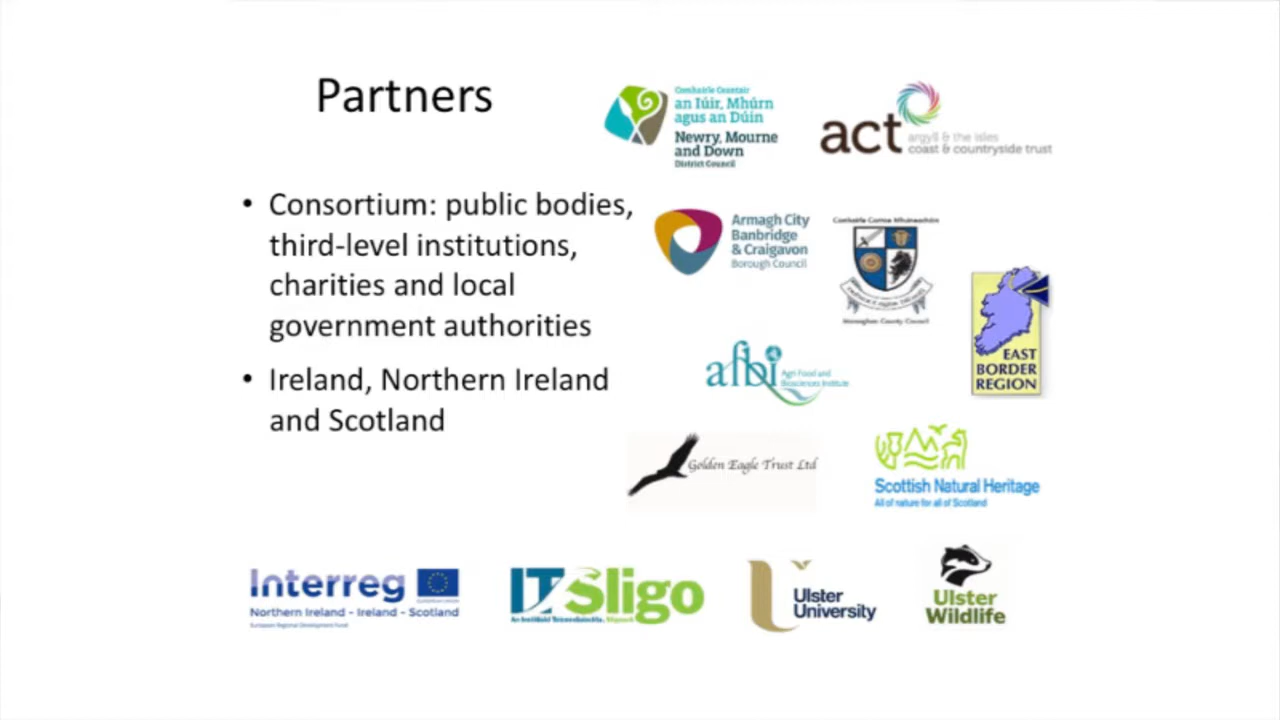 Partners
• Consortium: public bodies,
third-level institutions,
charities and local
government authorities
• Ireland, Northern Ireland
and Scotland
Comhairle Ceantair
an Iúir, Mhúrn
agus an Dúin
Newry, Mourne
and Down
District Council
act
argyll & the isles
coast & countryside trust
Armagh City
Banbridge
& Craigavon
Borough Council
Monaghan County Council
EAST
BORDER
REGION
afbi
Agri-Food and
Biosciences Institute
Golden Eagle Trust Ltd
Scottish Natural Heritage
All of nature for all of Scotland
Interreg
Northern Ireland - Ireland - Scotland
European Regional Development Fund
IT Sligo
Ulster
University
Ulster
Wildlife